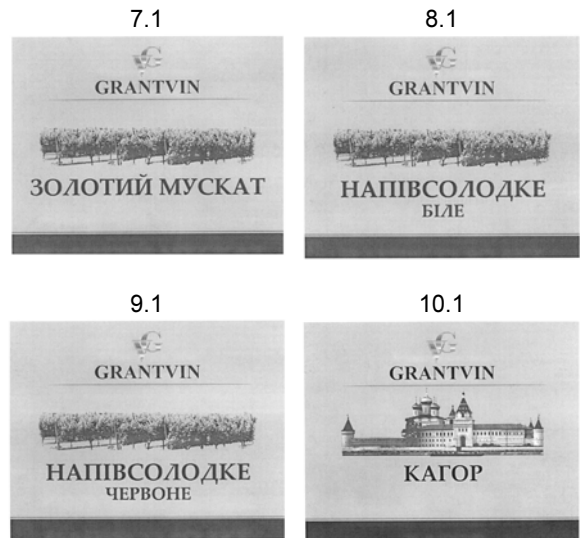 7.1
GRANTVIN
ЗОЛОТИЙ МУСКАТ
8.1
GRANTVIN
НАПІВСОЛОДКЕ
БІЛЕ
9.1
GRANTVIN
НАПІВСОЛОДКЕ
ЧЕРВОНЕ
10.1
GRANTVIN
КАГОР